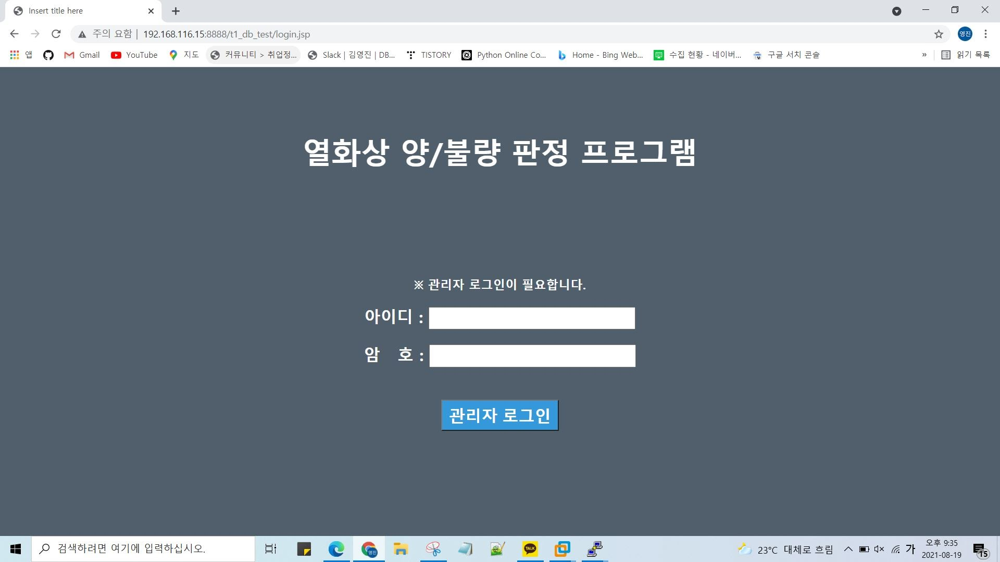 Insert title here
주의 요함 | 192.168.116.15:8888/t1_db_test/login.jsp
영진
앱 Gmail YouTube 지도 커뮤니티 > 취업정... Slack | 김영진 | DB... TISTORY Python Online Co... Home - Bing Web... 수집 현황 - 네이버... 구글 서치 콘솔 » 읽기 목록
열화상 양/불량 판정 프로그램
※ 관리자 로그인이 필요합니다.
아이디 :
암 호 :
관리자 로그인
검색하려면 여기에 입력하십시오.
영진
TALK
23°C 대체로 흐림
가
오후 9:35
2021-08-19
15